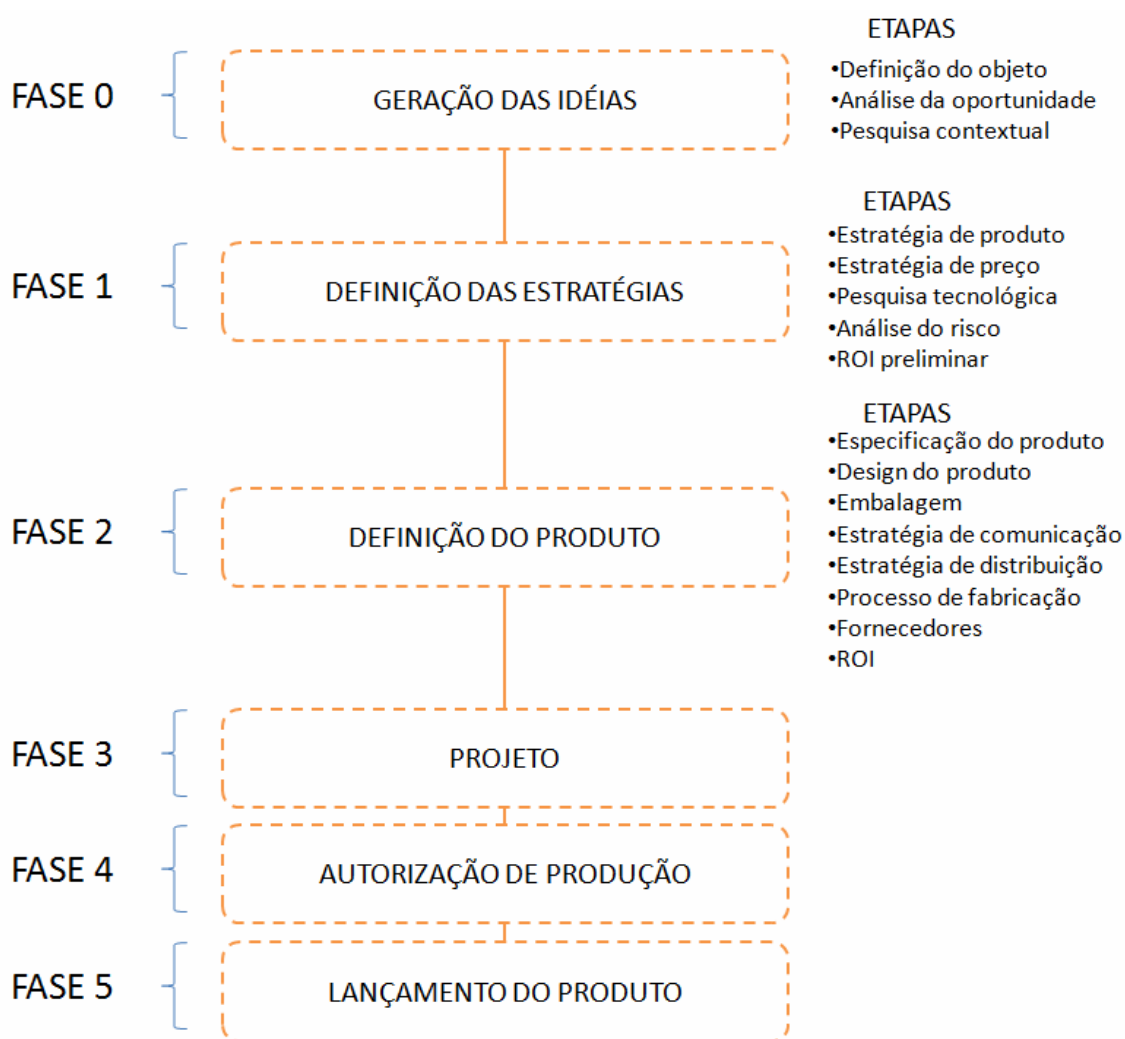 ETAPAS
FASE 0
GERAÇÃO DAS IDÉIAS
•Definição do objeto
•Análise da oportunidade
•Pesquisa contextual
ETAPAS
FASE 1
DEFINIÇÃO DAS ESTRATÉGIAS
•Estratégia de produto
•Estratégia de preço
•Pesquisa tecnológica
•Análise do risco
•ROI preliminar
ETAPAS
FASE 2
DEFINIÇÃO DO PRODUTO
•Especificação do produto
•Design do produto
•Embalagem
•Estratégia de comunicação
•Estratégia de distribuição
•Processo de fabricação
•Fornecedores
•ROI
FASE 3
PROJETO
FASE 4
AUTORIZAÇÃO DE PRODUÇÃO
FASE 5
LANÇAMENTO DO PRODUTO